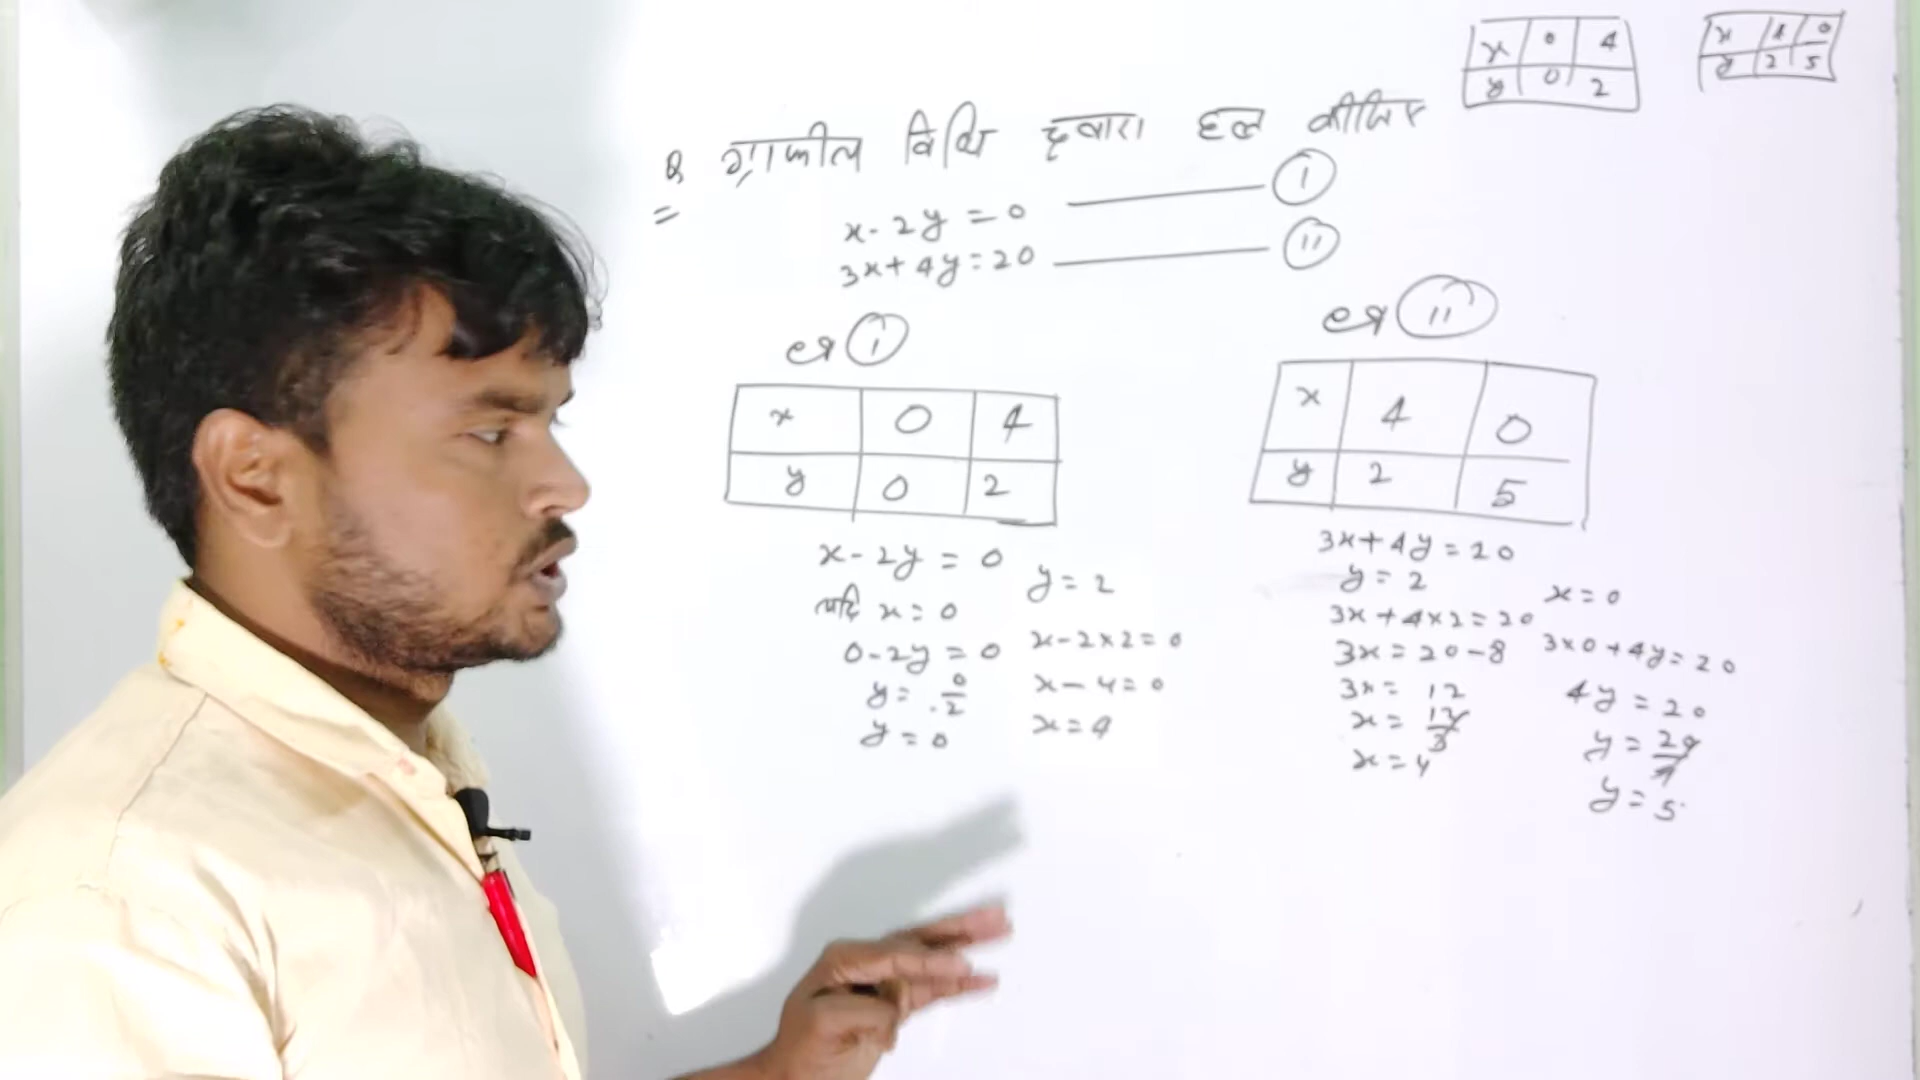 x 0 4
y 0 2
x 4 0
y 2 5
Q ग्राफीय विधि द्वारा हल कीजिए
x - 2y = 0 (i)
3x + 4y = 20 (ii)
(i)
x 0 4
y 0 2
x - 2y = 0
यदि x = 0
0 - 2y = 0
y = 0/-2
y = 0
y = 2
x - 2×2 = 0
x - 4 = 0
x = 4
(ii)
x 4 0
y 2 5
3x + 4y = 20
y = 2
3x + 4×2 = 20
3x = 20 - 8
3x = 12
x = 12/3
x = 4
x = 0
3×0 + 4y = 20
4y = 20
y = 20/4
y = 5